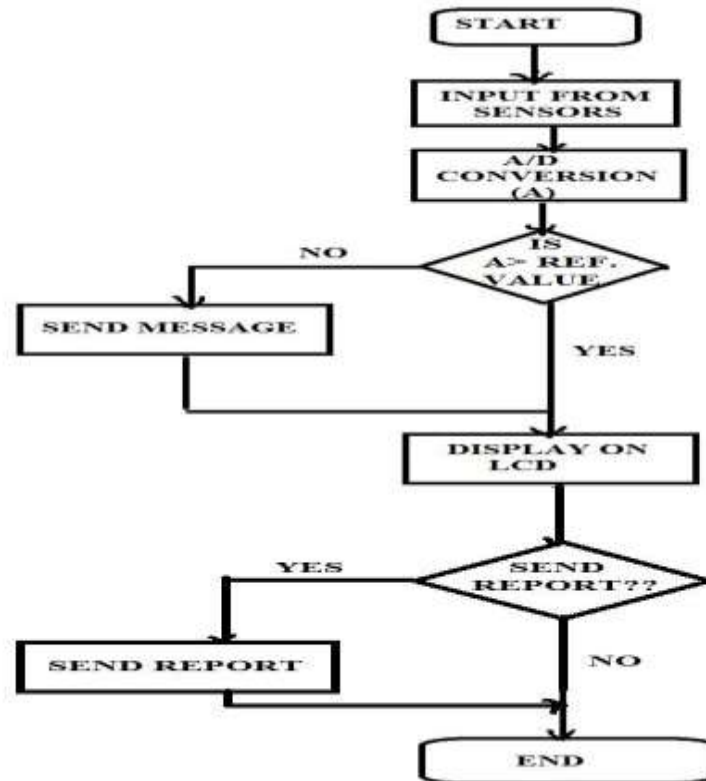 START
INPUT FROM
SENSORS
A/D
CONVERSION
(A)
IS
A> REF.
VALUE
NO
SEND MESSAGE
YES
DISPLAY ON
LCD
SEND
REPORT??
YES
SEND REPORT
NO
END